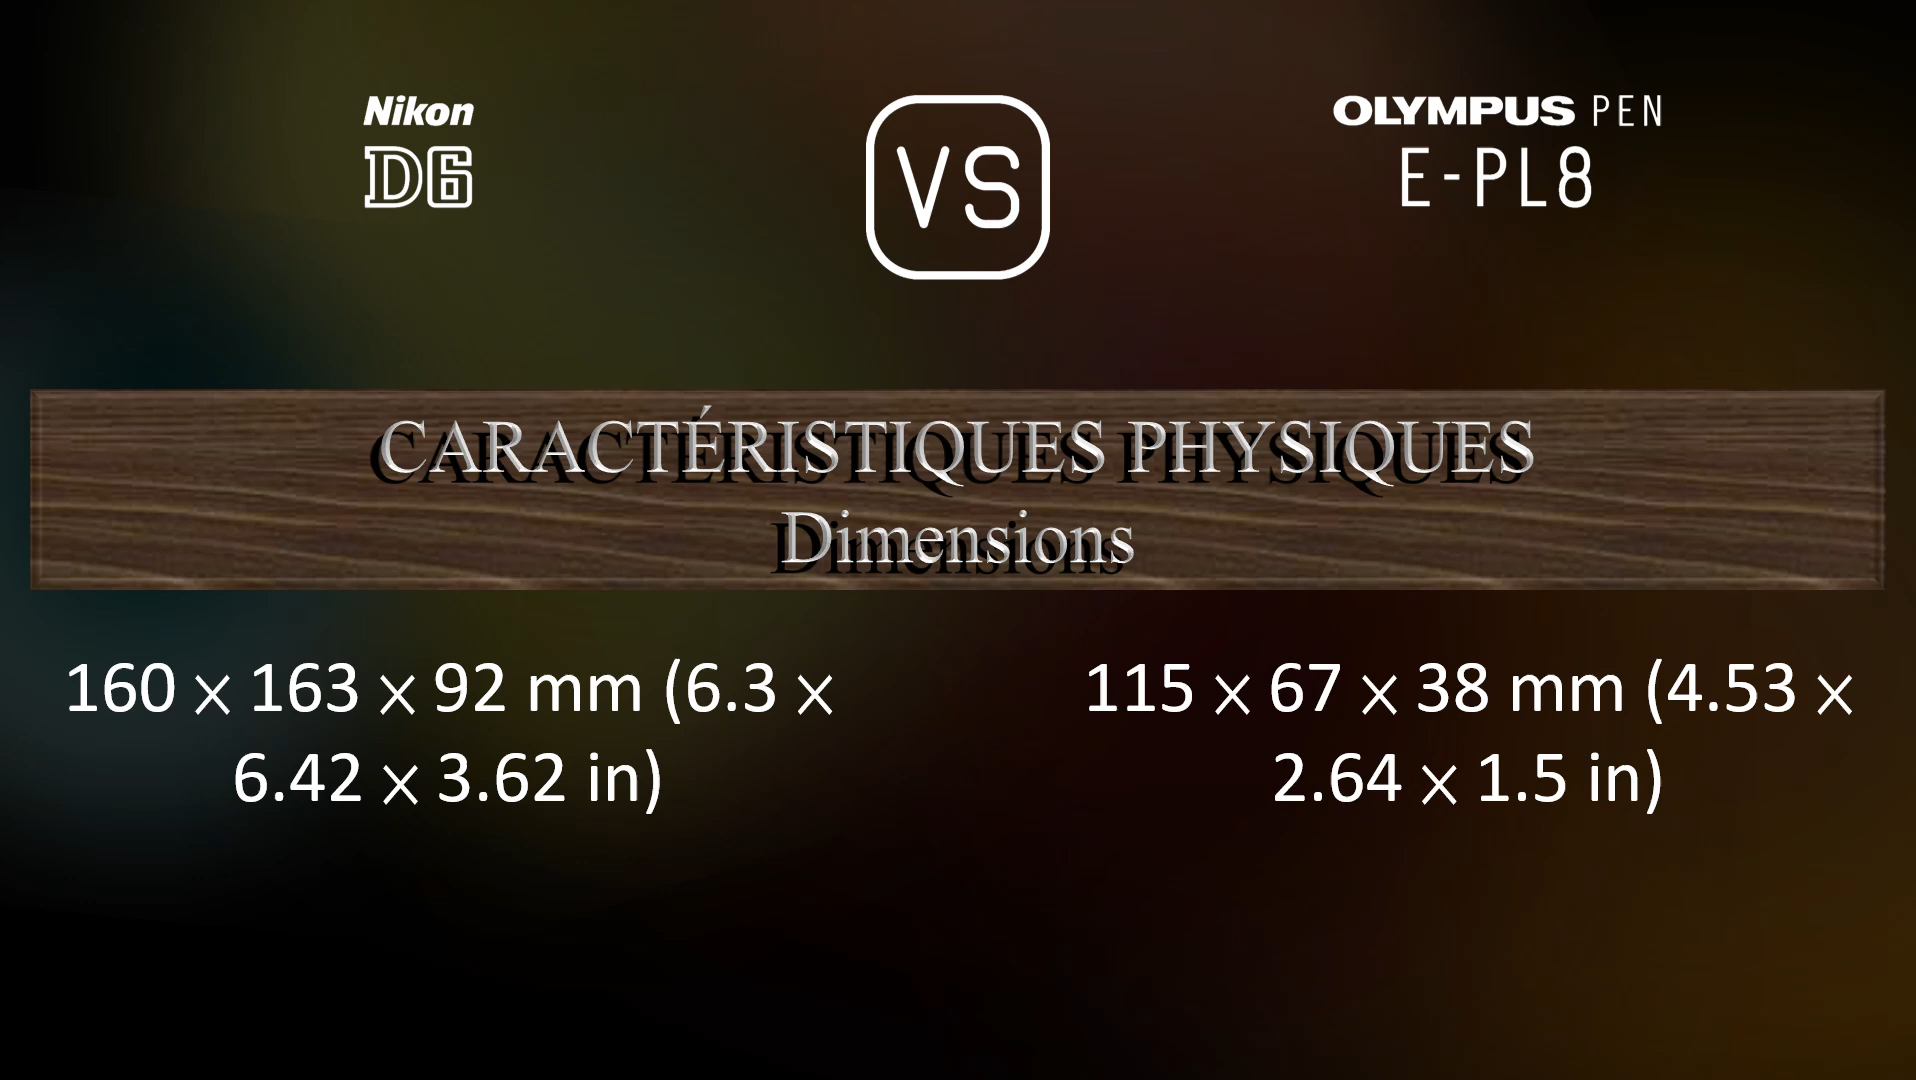 Nikon
D6
VS
OLYMPUS PEN
E-PL8
CARACTÉRISTIQUES PHYSIQUES
Dimensions
160 x 163 x 92 mm (6.3 x
6.42 x 3.62 in)
115 x 67 x 38 mm (4.53 x
2.64 x 1.5 in)